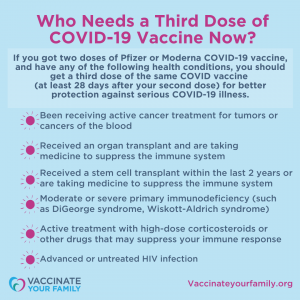 Who Needs a Third Dose of
COVID-19 Vaccine Now?
If you got two doses of Pfizer or Moderna COVID-19 vaccine,
and have any of the following health conditions, you should
get a third dose of the same COVID vaccine
(at least 28 days after your second dose) for better
protection against serious COVID-19 illness.
Been receiving active cancer treatment for tumors or
cancers of the blood
Received an organ transplant and are taking
medicine to suppress the immune system
Received a stem cell transplant within the last 2 years or
are taking medicine to suppress the immune system
Moderate or severe primary immunodeficiency (such
as DiGeorge syndrome, Wiskott-Aldrich syndrome)
Active treatment with high-dose corticosteroids or
other drugs that may suppress your immune response
Advanced or untreated HIV infection
VACCINATE
YOUR FAMILY
Vaccinateyourfamily.org